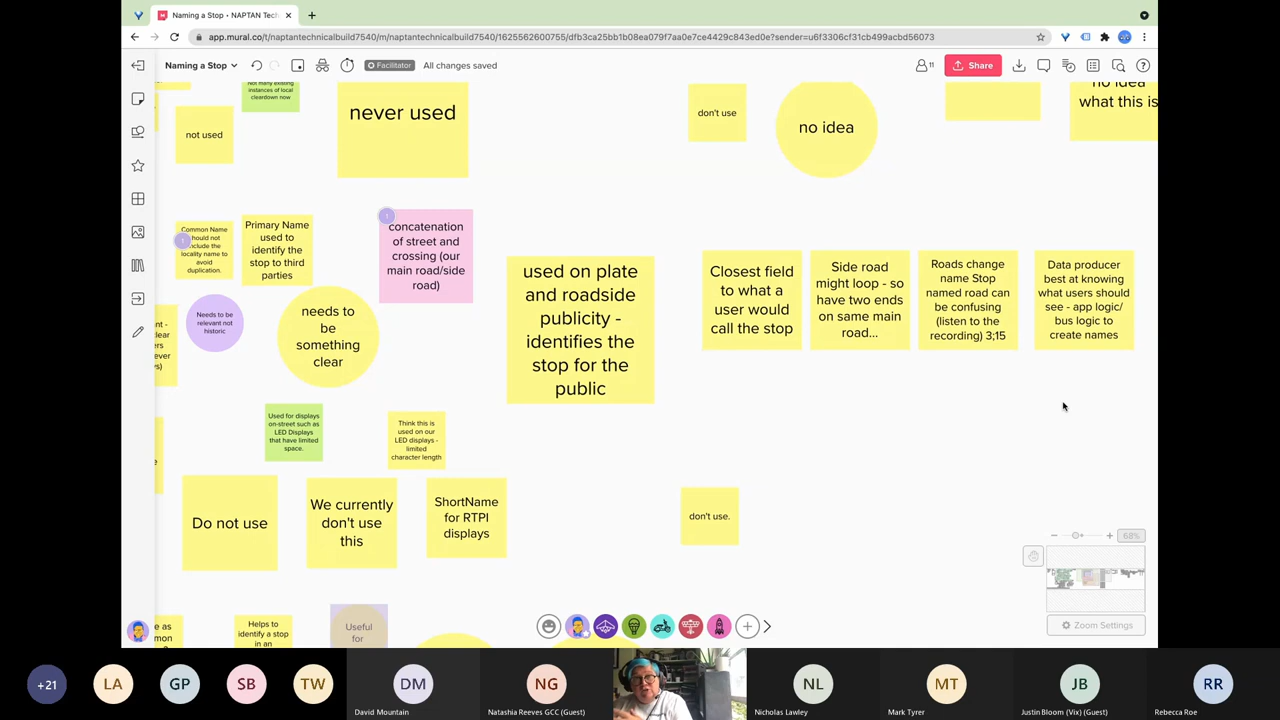 Naming a Stop • NAPTAN Tech
app.mural.co/t/naptantechnicalbuild7540/m/naptantechnicalbuild7540/1625562600755/dfb3ca25bb1b08ea079f7aa0e7ce4429c843ed0e?sender=u6f3306cf31cb499acbd56073
Naming a Stop
Facilitator
All changes saved
11
Share
Not many existing
instances of local
cleardown now
not used
never used
don't use
no idea
no idea
what this is
1
Common Name
should not
include the
locality name to
avoid
duplication.
Primary Name
used to
identify the
stop to third
parties
1
concatenation
of street and
crossing (our
main road/side
road)
Needs to be
relevant not
historic
needs to
be
something
clear
used on plate
and roadside
publicity -
identifies the
stop for the
public
Closest field
to what a
user would
call the stop
Side road
might loop - so
have two ends
on same main
road...
Roads change
name Stop
named road can
be confusing
(listen to the
recording) 3;15
Data producer
best at knowing
what users should
see - app logic/
bus logic to
create names
Used for displays
on-street such as
LED Displays
that have limited
space.
Think this is
used on our
LED displays -
limited
character length
Do not use
We currently
don't use
this
ShortName
for RTPI
displays
don't use.
68%
Zoom Settings
Helps to
identify a stop
in an
Useful
for
+21
LA
GP
SB
TW
DM
David Mountain
NG
Natashia Reeves GCC (Guest)
NL
Nicholas Lawley
MT
Mark Tyrer
JB
Justin Bloom (Vix) (Guest)
RR
Rebecca Roe